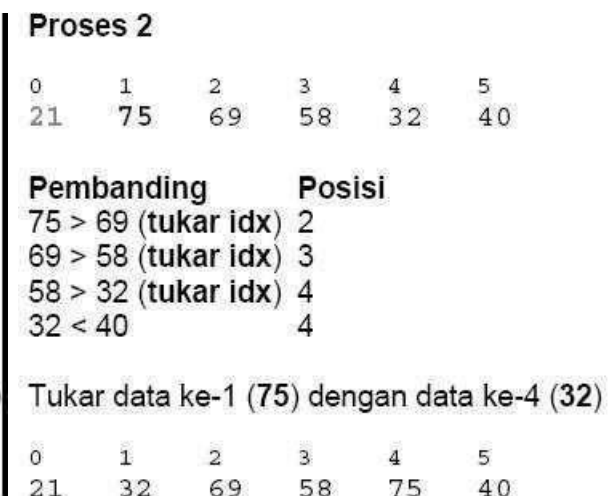 Proses 2
0 1 2 3 4 5
21 75 69 58 32 40
Pembanding Posisi
75 > 69 (tukar idx) 2
69 > 58 (tukar idx) 3
58 > 32 (tukar idx) 4
32 < 40 4
Tukar data ke-1 (75) dengan data ke-4 (32)
0 1 2 3 4 5
21 32 69 58 75 40